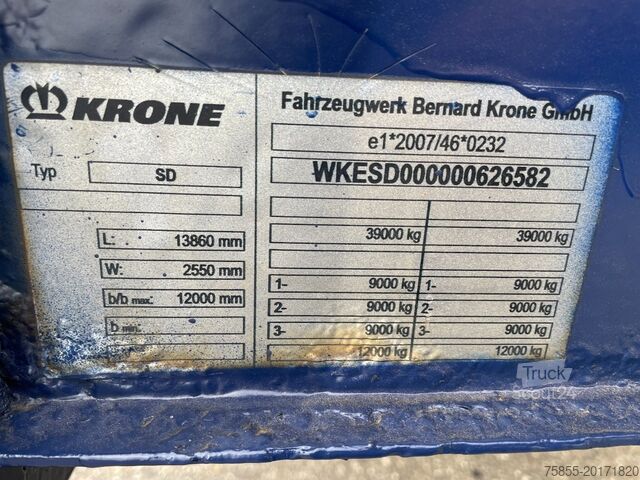 KRONE
Fahrzeugwerk Bernard Krone GmbH
e1*2007/46*0232
Typ SD
WKESD000000626582
L: 13860 mm
39000 kg 39000 kg
W: 2550 mm
b/b max: 12000 mm
1- 9000 kg 1- 9000 kg
2- 9000 kg 2- 9000 kg
b min:
3- 9000 kg 3- 9000 kg
12000 kg 12000 kg
Truck
Scout24
75855-20171820